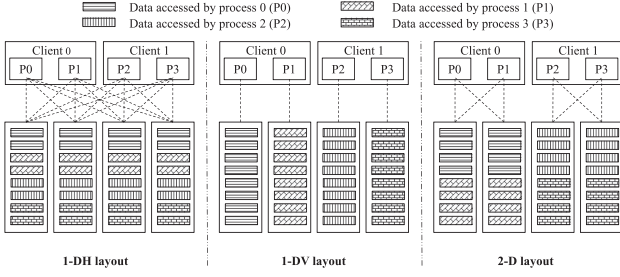 Data accessed by process 0 (P0) Data accessed by process 1 (P1)
Data accessed by process 2 (P2) Data accessed by process 3 (P3)
Client 0 Client 1 Client 0 Client 1 Client 0 Client 1
P0 P1 P2 P3 P0 P1 P2 P3 P0 P1 P2 P3
1-DH layout 1-DV layout 2-D layout